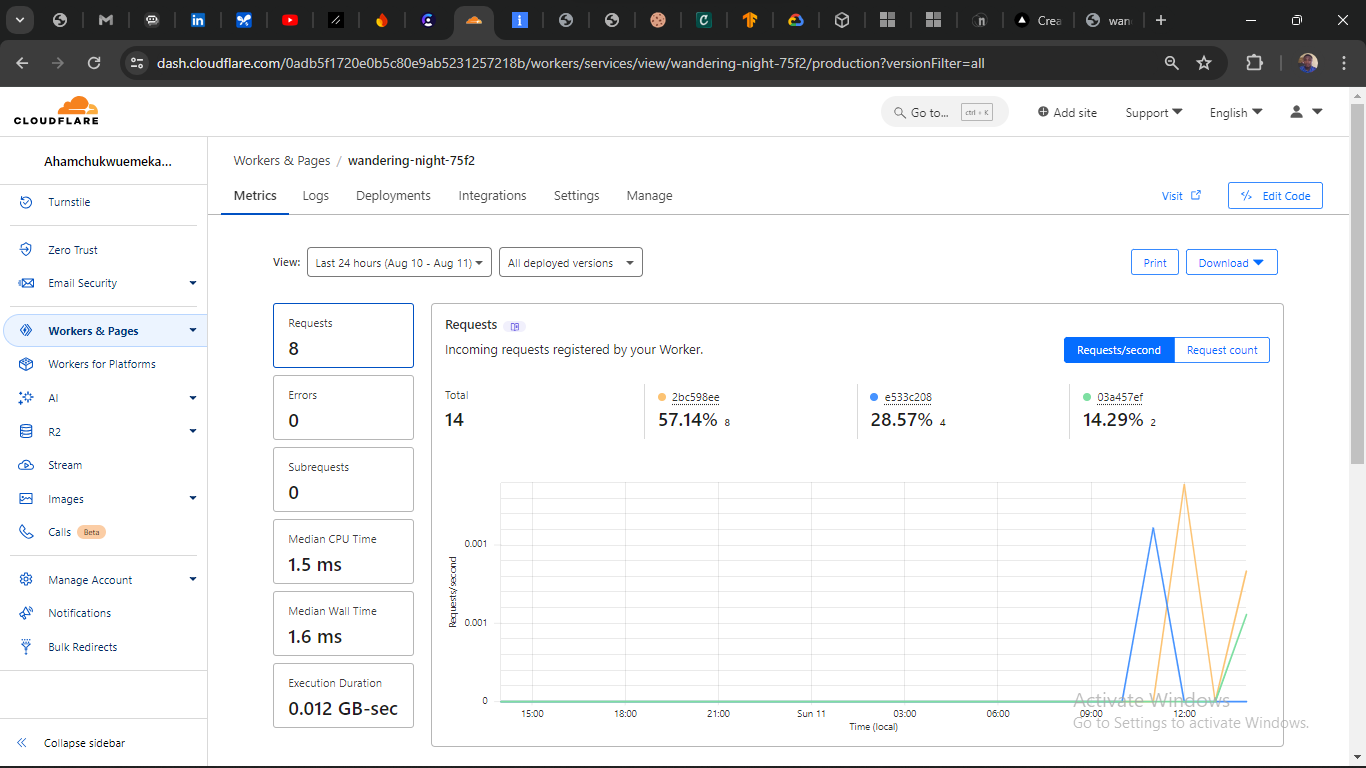 Crea
wan
dash.cloudflare.com/0adb5f1720e0b5c80e9ab5231257218b/workers/services/view/wandering-night-75f2/production?versionFilter=all
CLOUDFLARE
Go to... ctrl + K
Add site
Support
English
Ahamchukwuemeka...
Turnstile
Zero Trust
Email Security
Workers & Pages
Workers for Platforms
AI
R2
Stream
Images
Calls Beta
Manage Account
Notifications
Bulk Redirects
Collapse sidebar
Workers & Pages / wandering-night-75f2
Metrics Logs Deployments Integrations Settings Manage
Visit
Edit Code
View: Last 24 hours (Aug 10 - Aug 11) All deployed versions
Print Download
Requests
8
Errors
0
Subrequests
0
Median CPU Time
1.5 ms
Median Wall Time
1.6 ms
Execution Duration
0.012 GB-sec
Requests
Incoming requests registered by your Worker.
Requests/second Request count
Total
14
2bc598ee
57.14% 8
e533c208
28.57% 4
03a457ef
14.29% 2
Requests/second
0.001
0.001
0
15:00 18:00 21:00 Sun 11 03:00 06:00 09:00 12:00
Time (local)
Activate Windows
Go to Settings to activate Windows.